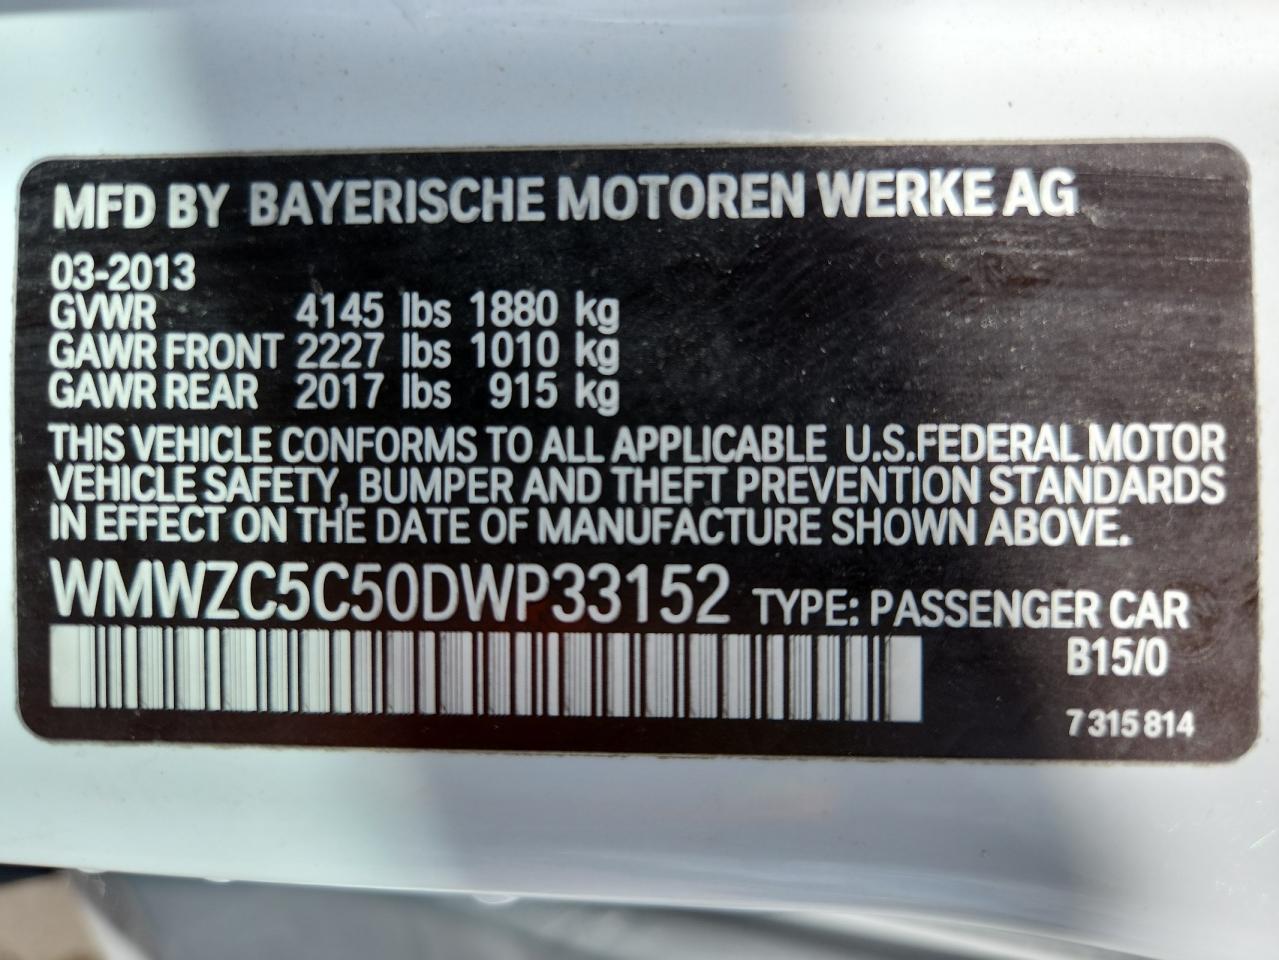 MFD BY BAYERISCHE MOTOREN WERKE AG
03-2013
GVWR 4145 lbs 1880 kg
GAWR FRONT 2227 lbs 1010 kg
GAWR REAR 2017 lbs 915 kg
THIS VEHICLE CONFORMS TO ALL APPLICABLE U.S.FEDERAL MOTOR
VEHICLE SAFETY, BUMPER AND THEFT PREVENTION STANDARDS
IN EFFECT ON THE DATE OF MANUFACTURE SHOWN ABOVE.
WMWZC5C50DWP33152 TYPE: PASSENGER CAR
B15/0
7 315 814